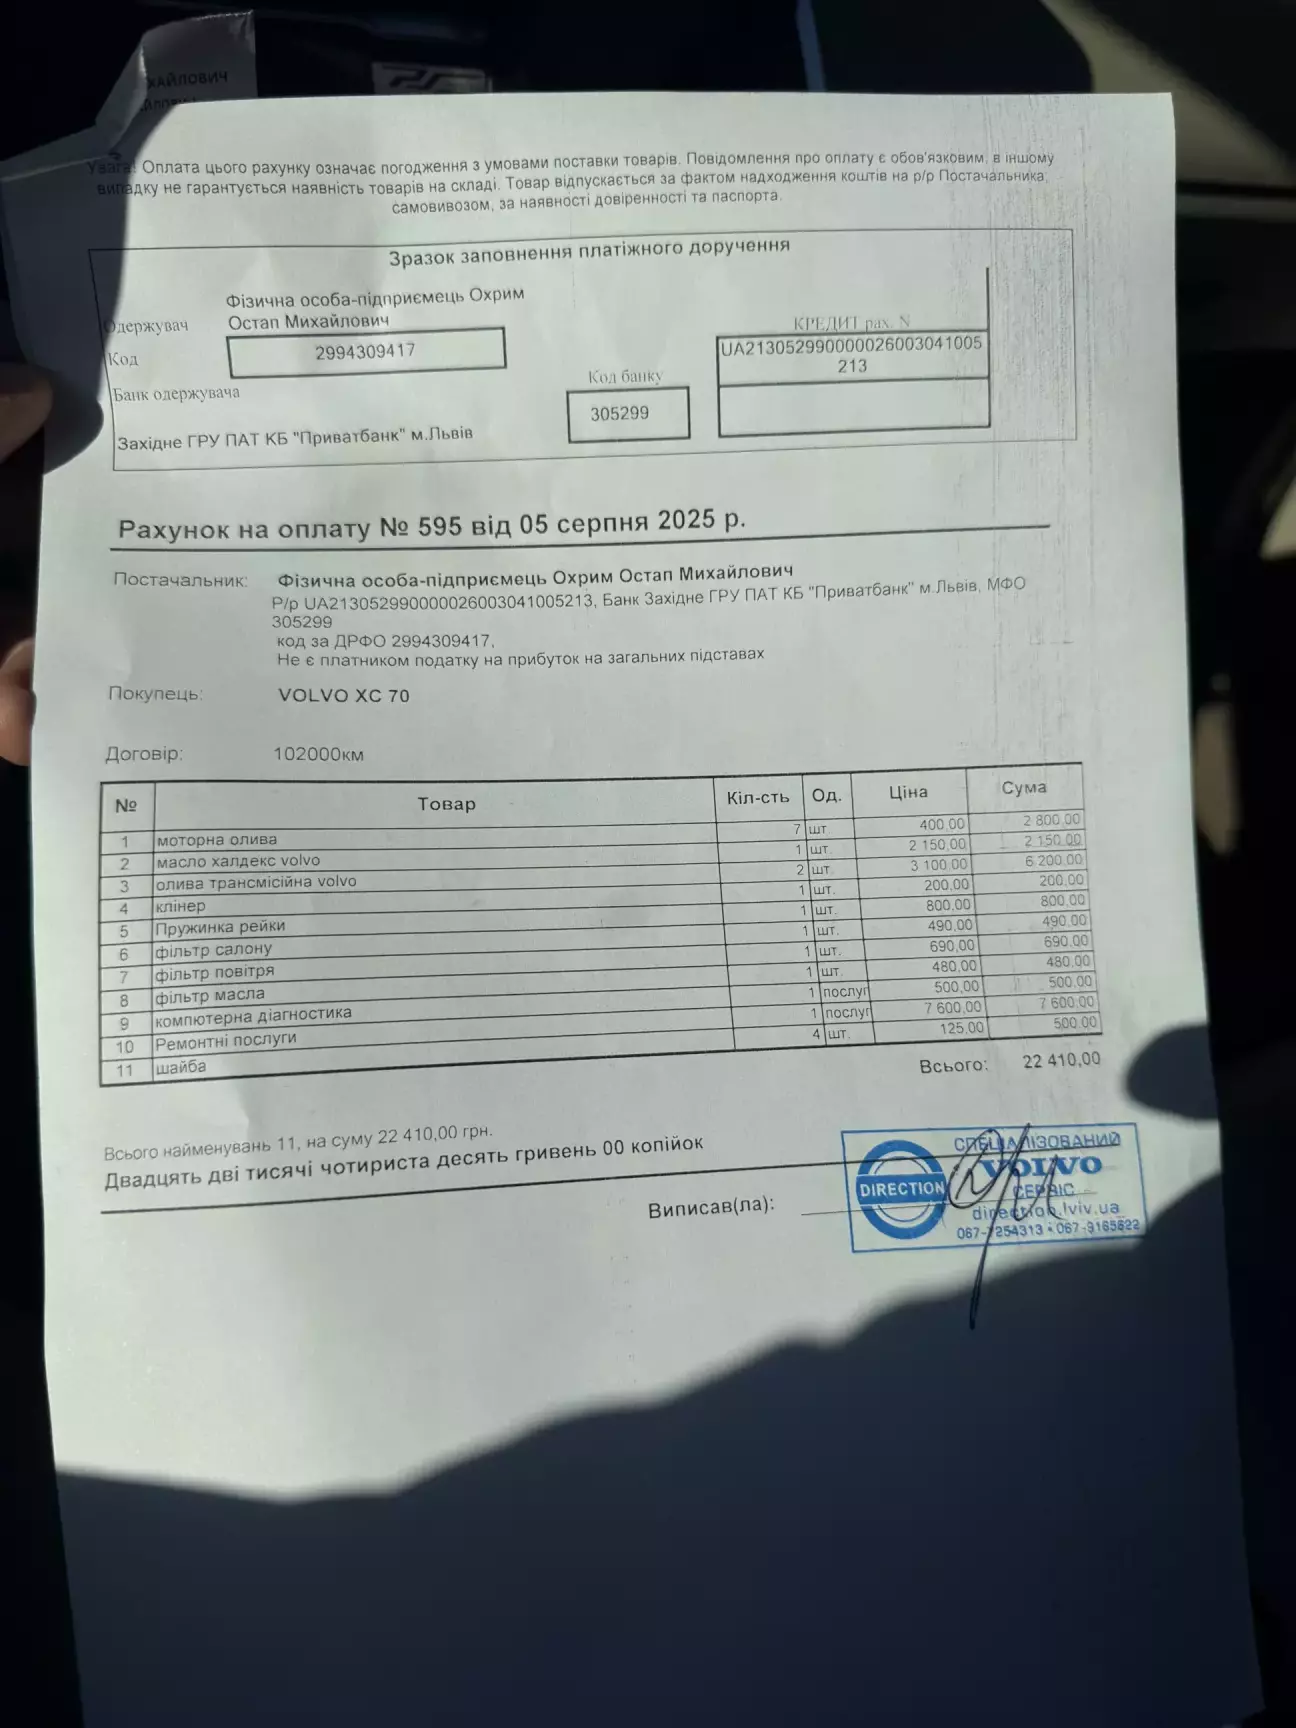 ХАЙЛОВИЧ
Увага! Оплата цього рахунку означає погодження з умовами поставки товарів. Повідомлення про оплату є обов'язковим, в іншому
випадку не гарантується наявність товарів на складі. Товар відпускається за фактом надходження коштів на р/р Постачальника,
самовивозом, за наявності довіренності та паспорта.
Зразок заповнення платіжного доручення
Фізична особа-підприємець Охрим
Одержувач Остап Михайлович
КРЕДИТ рах. N
Код 2994309417
UA213052990000026003041005
213
Код банку
Банк одержувача
305299
Західне ГРУ ПАТ КБ "Приватбанк" м.Львів
Рахунок на оплату № 595 від 05 серпня 2025 р.
Постачальник: Фізична особа-підприємець Охрим Остап Михайлович
Р/р UA213052990000026003041005213, Банк Західне ГРУ ПАТ КБ "Приватбанк" м.Львів, МФО
305299
код за ДРФО 2994309417,
Не є платником податку на прибуток на загальних підставах
Покупець: VOLVO XC 70
Договір: 102000км
№ Товар Кіл-сть Од. Ціна Сума
1 моторна олива 7 шт. 400,00 2 800,00
2 масло халдекс volvo 1 шт. 2 150,00 2 150,00
3 олива трансмісійна volvo 2 шт. 3 100,00 6 200,00
4 клінер 1 шт. 200,00 200,00
5 Пружинка рейки 1 шт. 800,00 800,00
6 фільтр салону 1 шт. 490,00 490,00
7 фільтр повітря 1 шт. 690,00 690,00
8 фільтр масла 1 шт. 480,00 480,00
9 компютерна діагностика 1 послуг 500,00 500,00
10 Ремонтні послуги 1 послуг 7 600,00 7 600,00
11 шайба 4 шт. 125,00 500,00
Всього: 22 410,00
Всього найменувань 11, на суму 22 410,00 грн.
Двадцять дві тисячі чотириста десять гривень 00 копійок
Виписав(ла):
СПЕЦІАЛІЗОВАНИЙ
VOLVO
DIRECTION
СЕРВІС
direction.lviv.ua
067-7254313 • 067-9165622